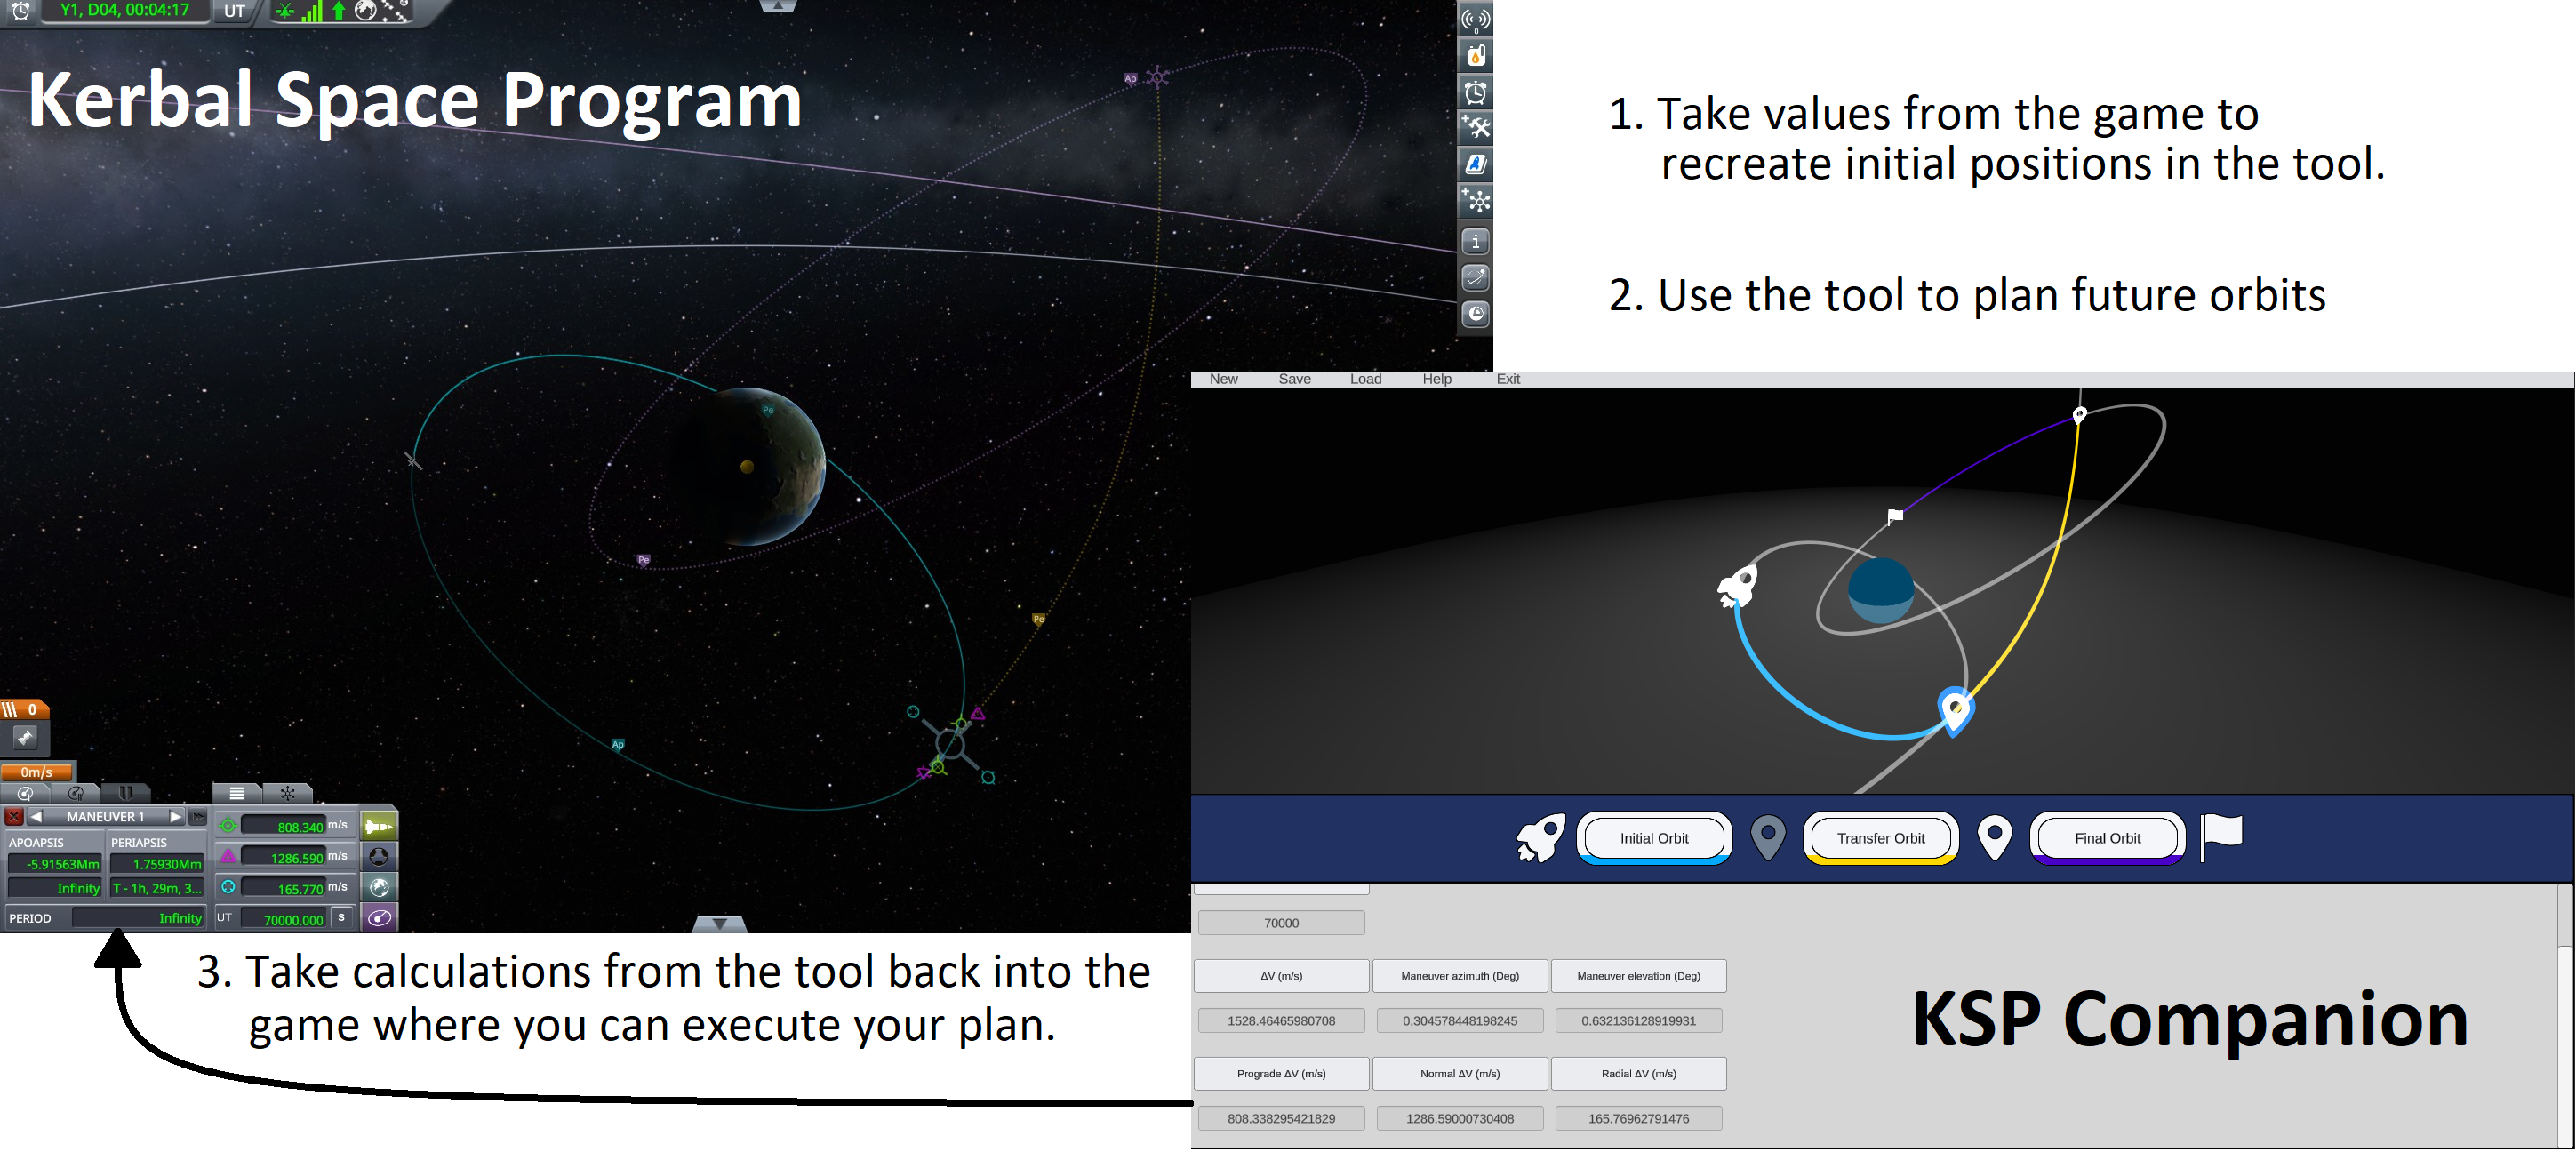 Y1, D04, 00:04:17
UT
0
Kerbal Space Program
Ap
Pe
Pe
Pe
Ap
1. Take values from the game to
recreate initial positions in the tool.
2. Use the tool to plan future orbits
New Save Load Help Exit
0
0m/s
MANEUVER 1
APOAPSIS PERIAPSIS
-5.91563Mm 1.75930Mm
Infinity T - 1h, 29m, 3...
PERIOD Infinity
808.340 m/s
1286.590 m/s
165.770 m/s
UT 70000.000 s
Initial Orbit Transfer Orbit Final Orbit
3. Take calculations from the tool back into the
game where you can execute your plan.
70000
ΔV (m/s) Maneuver azimuth (Deg) Maneuver elevation (Deg)
1528.46465980708 0.304578448198245 0.632136128919931
Prograde ΔV (m/s) Normal ΔV (m/s) Radial ΔV (m/s)
808.338295421829 1286.59000730408 165.76962791476
KSP Companion